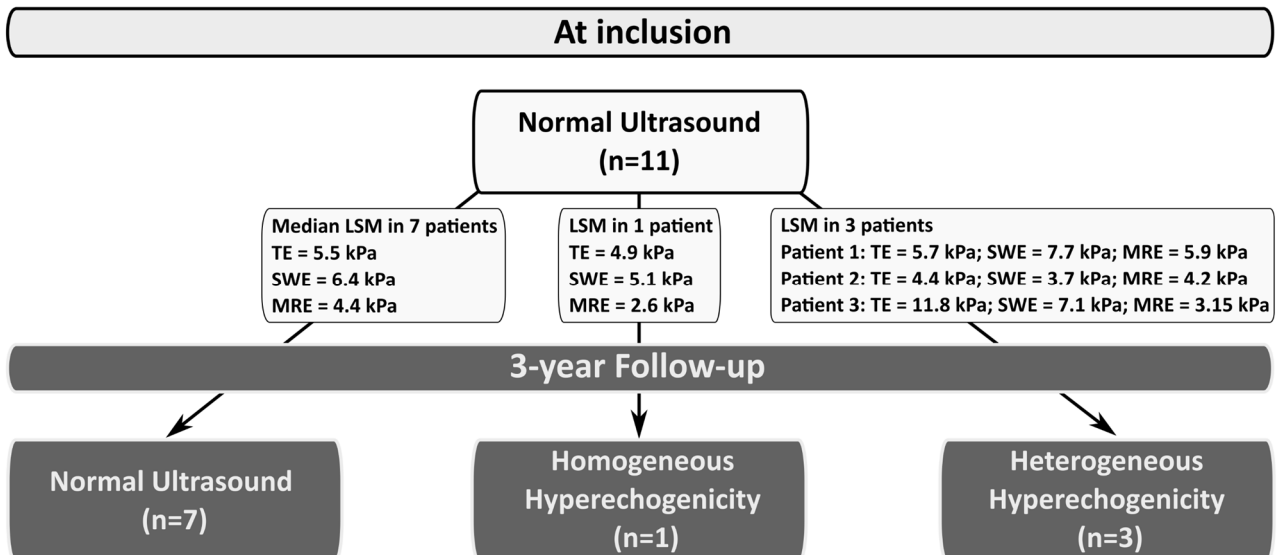 At inclusion
Normal Ultrasound
(n=11)
Median LSM in 7 patients
TE = 5.5 kPa
SWE = 6.4 kPa
MRE = 4.4 kPa
LSM in 1 patient
TE = 4.9 kPa
SWE = 5.1 kPa
MRE = 2.6 kPa
LSM in 3 patients
Patient 1: TE = 5.7 kPa; SWE = 7.7 kPa; MRE = 5.9 kPa
Patient 2: TE = 4.4 kPa; SWE = 3.7 kPa; MRE = 4.2 kPa
Patient 3: TE = 11.8 kPa; SWE = 7.1 kPa; MRE = 3.15 kPa
3-year Follow-up
Normal Ultrasound
(n=7)
Homogeneous
Hyperechogenicity
(n=1)
Heterogeneous
Hyperechogenicity
(n=3)